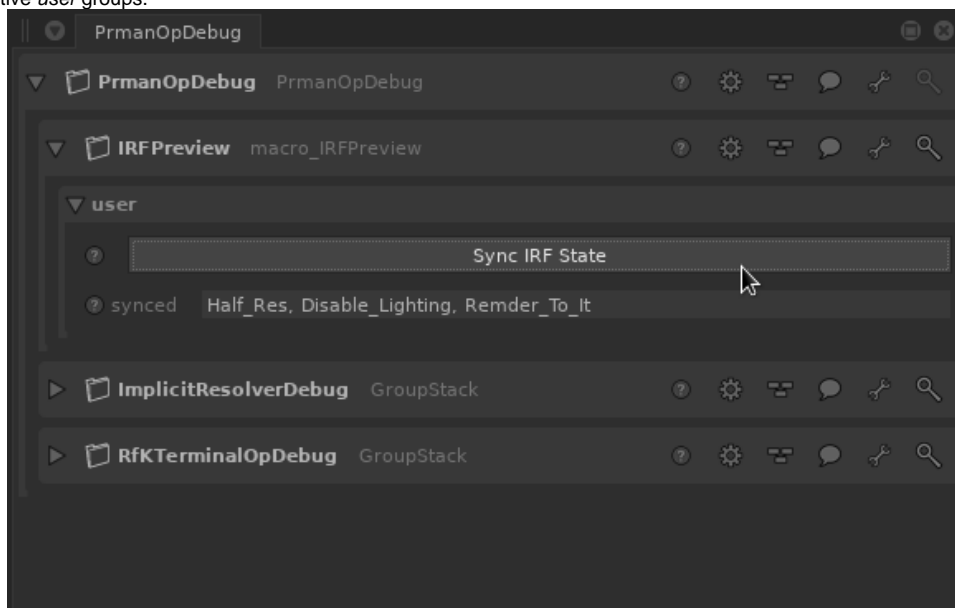 tive user groups.
PrmanOpDebug
PrmanOpDebug PrmanOpDebug
IRFPreview macro_IRFPreview
user
Sync IRF State
synced Half_Res, Disable_Lighting, Remder_To_It
ImplicitResolverDebug GroupStack
RfKTerminalOpDebug GroupStack